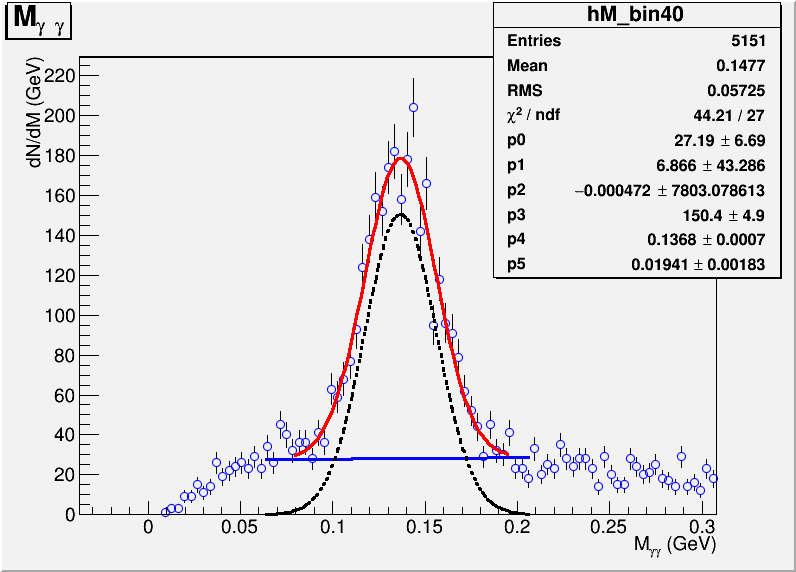 M_γγ
hM_bin40
Entries 5151
Mean 0.1477
RMS 0.05725
χ² / ndf 44.21 / 27
p0 27.19 ± 6.69
p1 6.866 ± 43.286
p2 −0.000472 ± 7803.078613
p3 150.4 ± 4.9
p4 0.1368 ± 0.0007
p5 0.01941 ± 0.00183
dN/dM (GeV)
220
200
180
160
140
120
100
80
60
40
20
0
0 0.05 0.1 0.15 0.2 0.25 0.3
M_γγ (GeV)